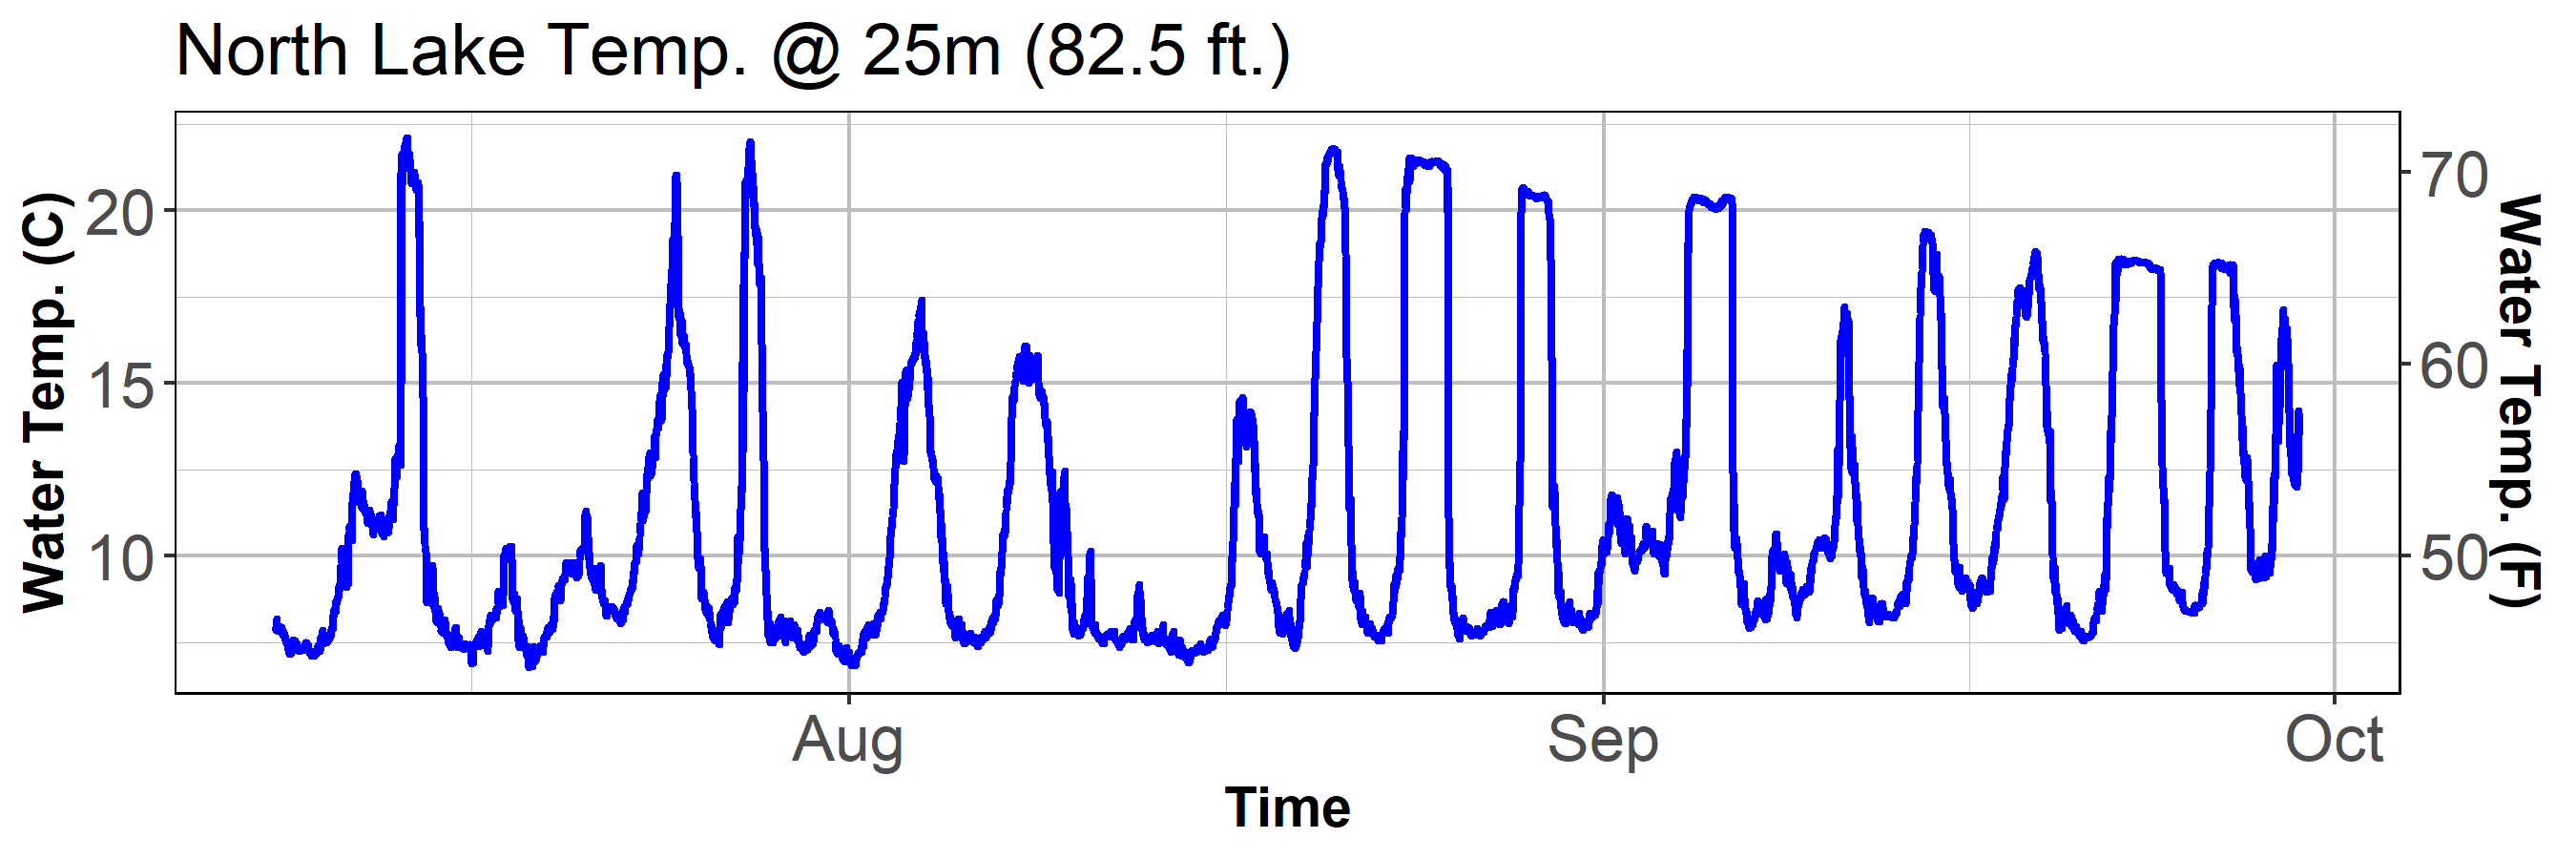 North Lake Temp. @ 25m (82.5 ft.)
Water Temp. (C)
20
15
10
70
60
50
Water Temp. (F)
Aug
Sep
Oct
Time